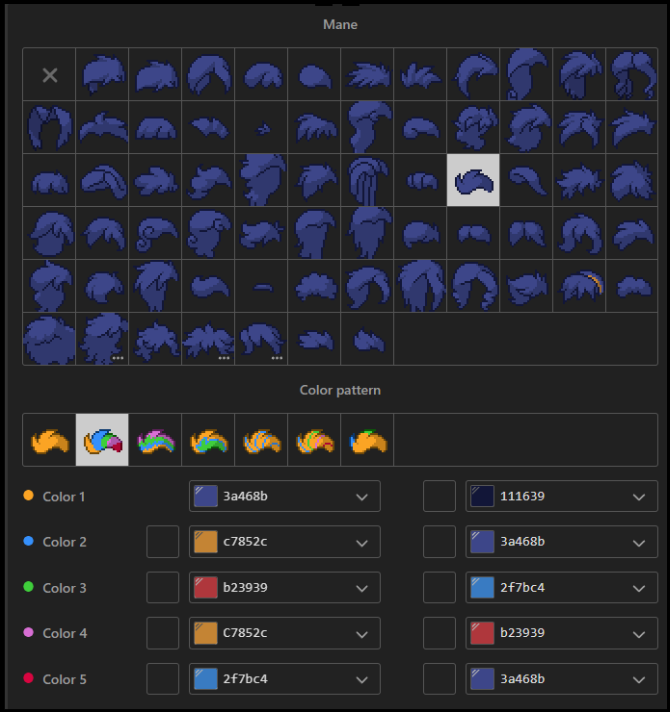 Mane
Color pattern
Color 1 3a468b 111639
Color 2 c7852c 3a468b
Color 3 b23939 2f7bc4
Color 4 C7852c b23939
Color 5 2f7bc4 3a468b